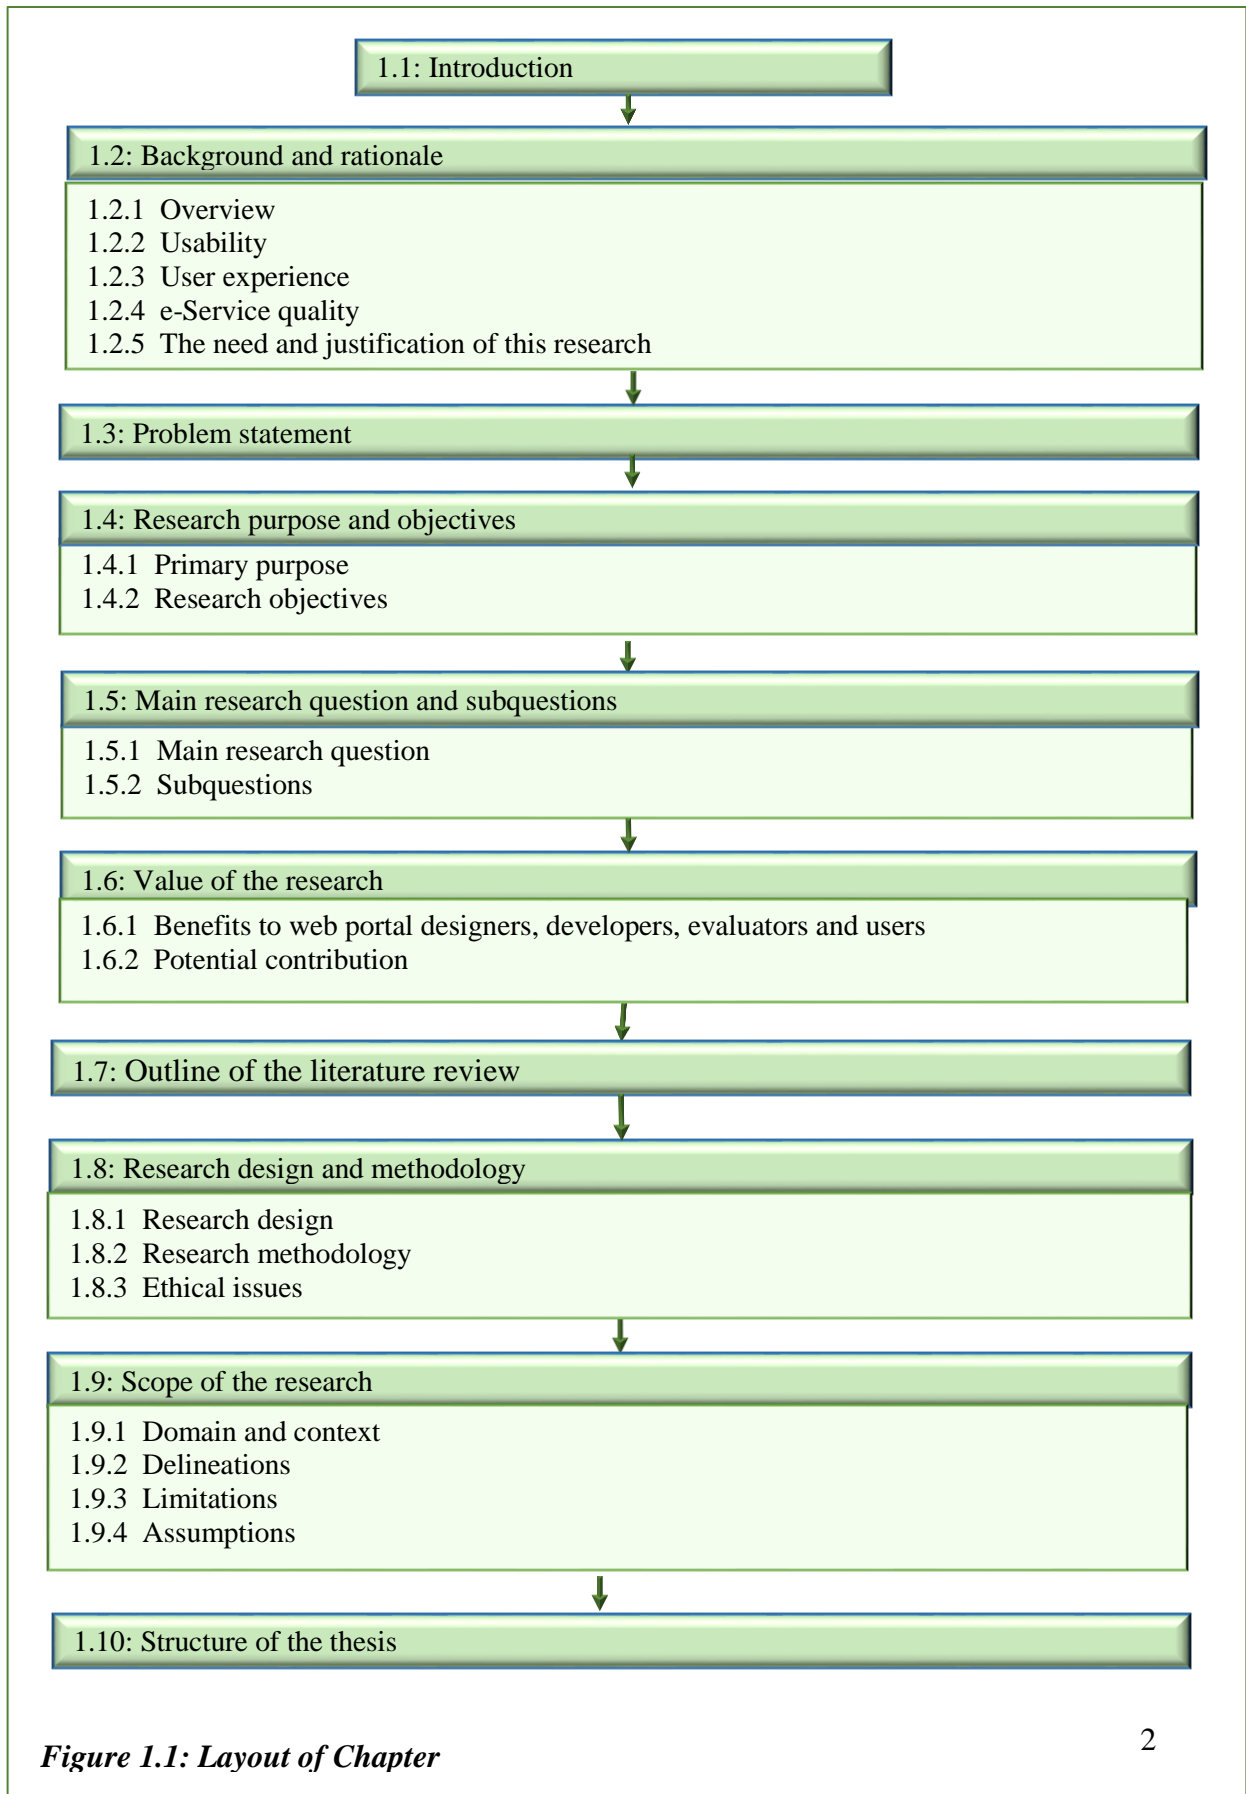 1.1: Introduction
1.2: Background and rationale
1.2.1 Overview
1.2.2 Usability
1.2.3 User experience
1.2.4 e-Service quality
1.2.5 The need and justification of this research
1.3: Problem statement
1.4: Research purpose and objectives
1.4.1 Primary purpose
1.4.2 Research objectives
1.5: Main research question and subquestions
1.5.1 Main research question
1.5.2 Subquestions
1.6: Value of the research
1.6.1 Benefits to web portal designers, developers, evaluators and users
1.6.2 Potential contribution
1.7: Outline of the literature review
1.8: Research design and methodology
1.8.1 Research design
1.8.2 Research methodology
1.8.3 Ethical issues
1.9: Scope of the research
1.9.1 Domain and context
1.9.2 Delineations
1.9.3 Limitations
1.9.4 Assumptions
1.10: Structure of the thesis
Figure 1.1: Layout of Chapter
2